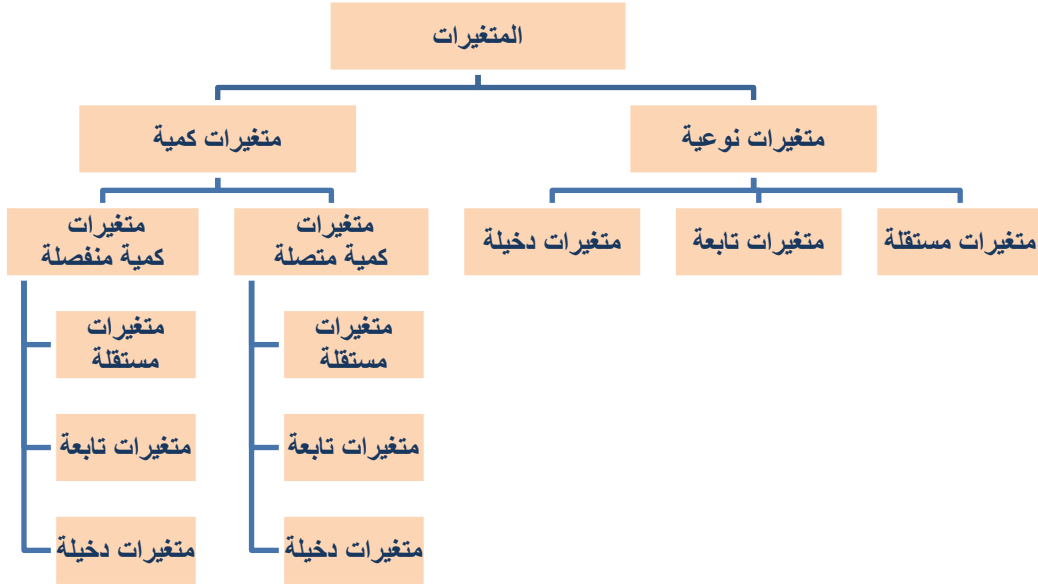 المتغيرات
متغيرات نوعية
متغيرات كمية
متغيرات مستقلة
متغيرات تابعة
متغيرات دخيلة
متغيرات
كمية متصلة
متغيرات
كمية منفصلة
متغيرات
مستقلة
متغيرات تابعة
متغيرات دخيلة
متغيرات
مستقلة
متغيرات تابعة
متغيرات دخيلة